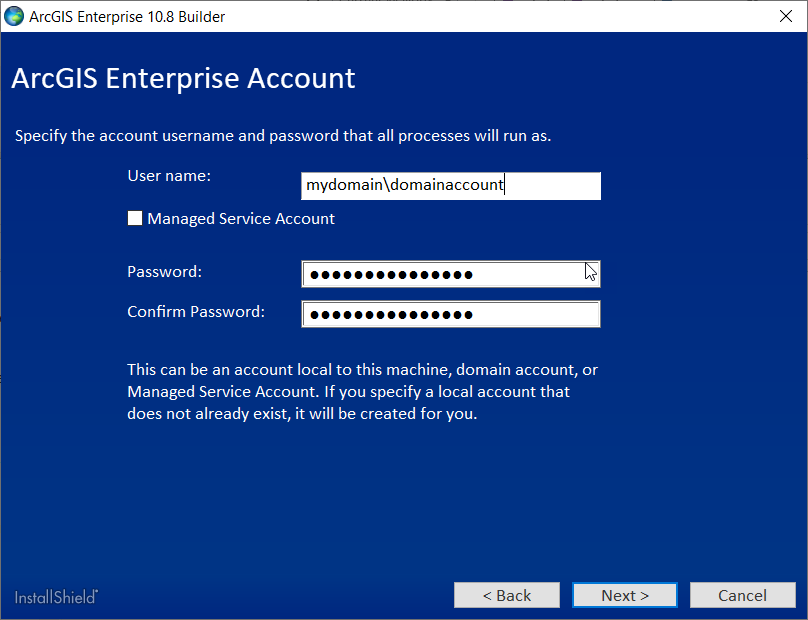 ArcGIS Enterprise 10.8 Builder
ArcGIS Enterprise Account
Specify the account username and password that all processes will run as.
User name:
mydomain\domainaccount
Managed Service Account
Password:
●●●●●●●●●●●●●●●
Confirm Password:
●●●●●●●●●●●●●●●
This can be an account local to this machine, domain account, or
Managed Service Account. If you specify a local account that
does not already exist, it will be created for you.
InstallShield
< Back
Next >
Cancel